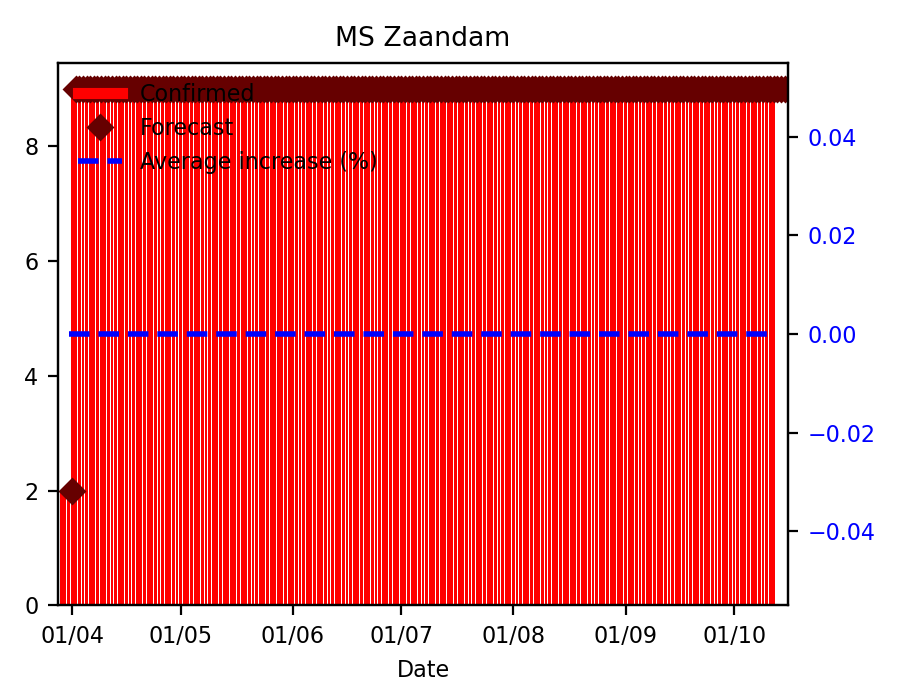 MS Zaandam
Confirmed
Forecast
Average increase (%)
8
6
4
2
0
0.04
0.02
0.00
−0.02
−0.04
01/04 01/05 01/06 01/07 01/08 01/09 01/10
Date